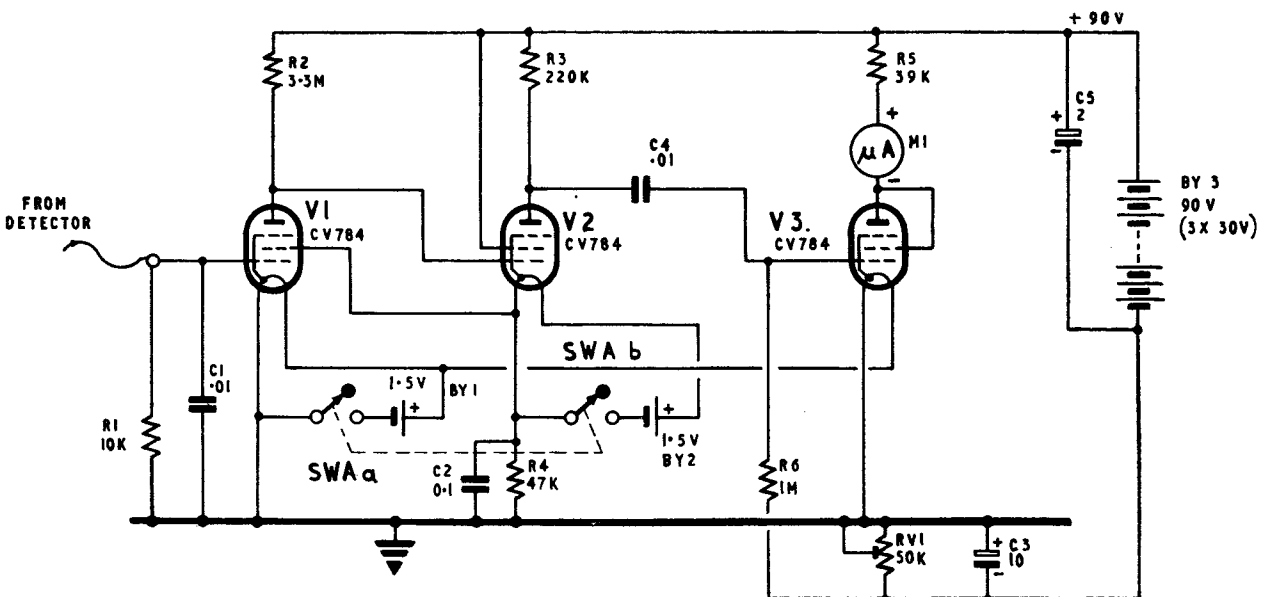 + 90V
R2
3·3M
R3
220K
R5
39K
C5
2
+
-
+
μA
M1
-
C4
·01
BY 3
90 V
(3X 30V)
FROM
DETECTOR
V1
CV784
V2
CV784
V3.
CV784
SWA b
C1
·01
1·5V
BY1
+
R1
10K
SWA a
C2
0·1
R4
47K
+
1·5V
BY2
R6
1M
RV1
50K
+
C3
10
-